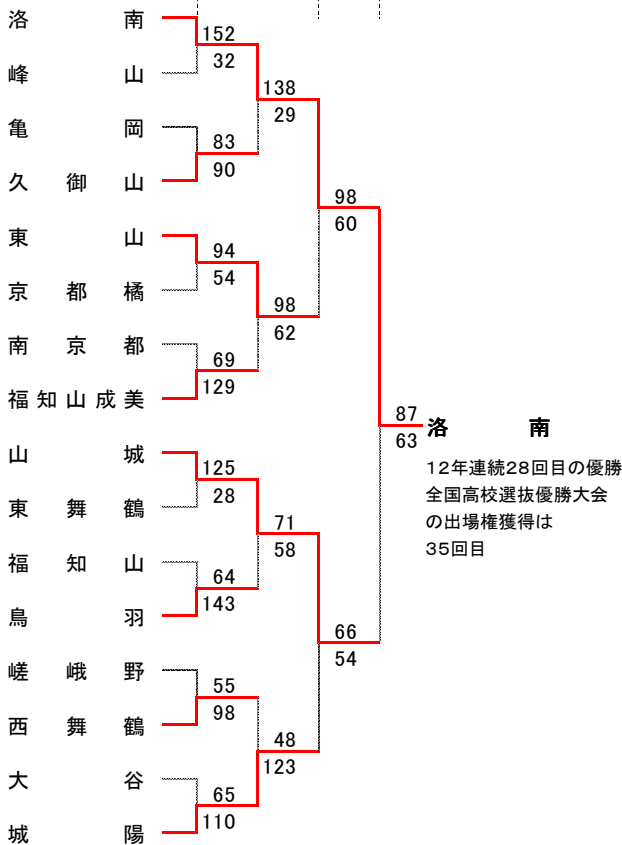 洛南
152
32
峰山
138
29
亀岡
83
90
久御山
98
60
東山
94
54
京都橘
98
62
南京都
69
129
福知山成美
87
63
洛南
12年連続28回目の優勝
全国高校選抜優勝大会
の出場権獲得は
35回目
山城
125
28
東舞鶴
71
58
福知山
64
143
鳥羽
66
54
嵯峨野
55
98
西舞鶴
48
123
大谷
65
110
城陽